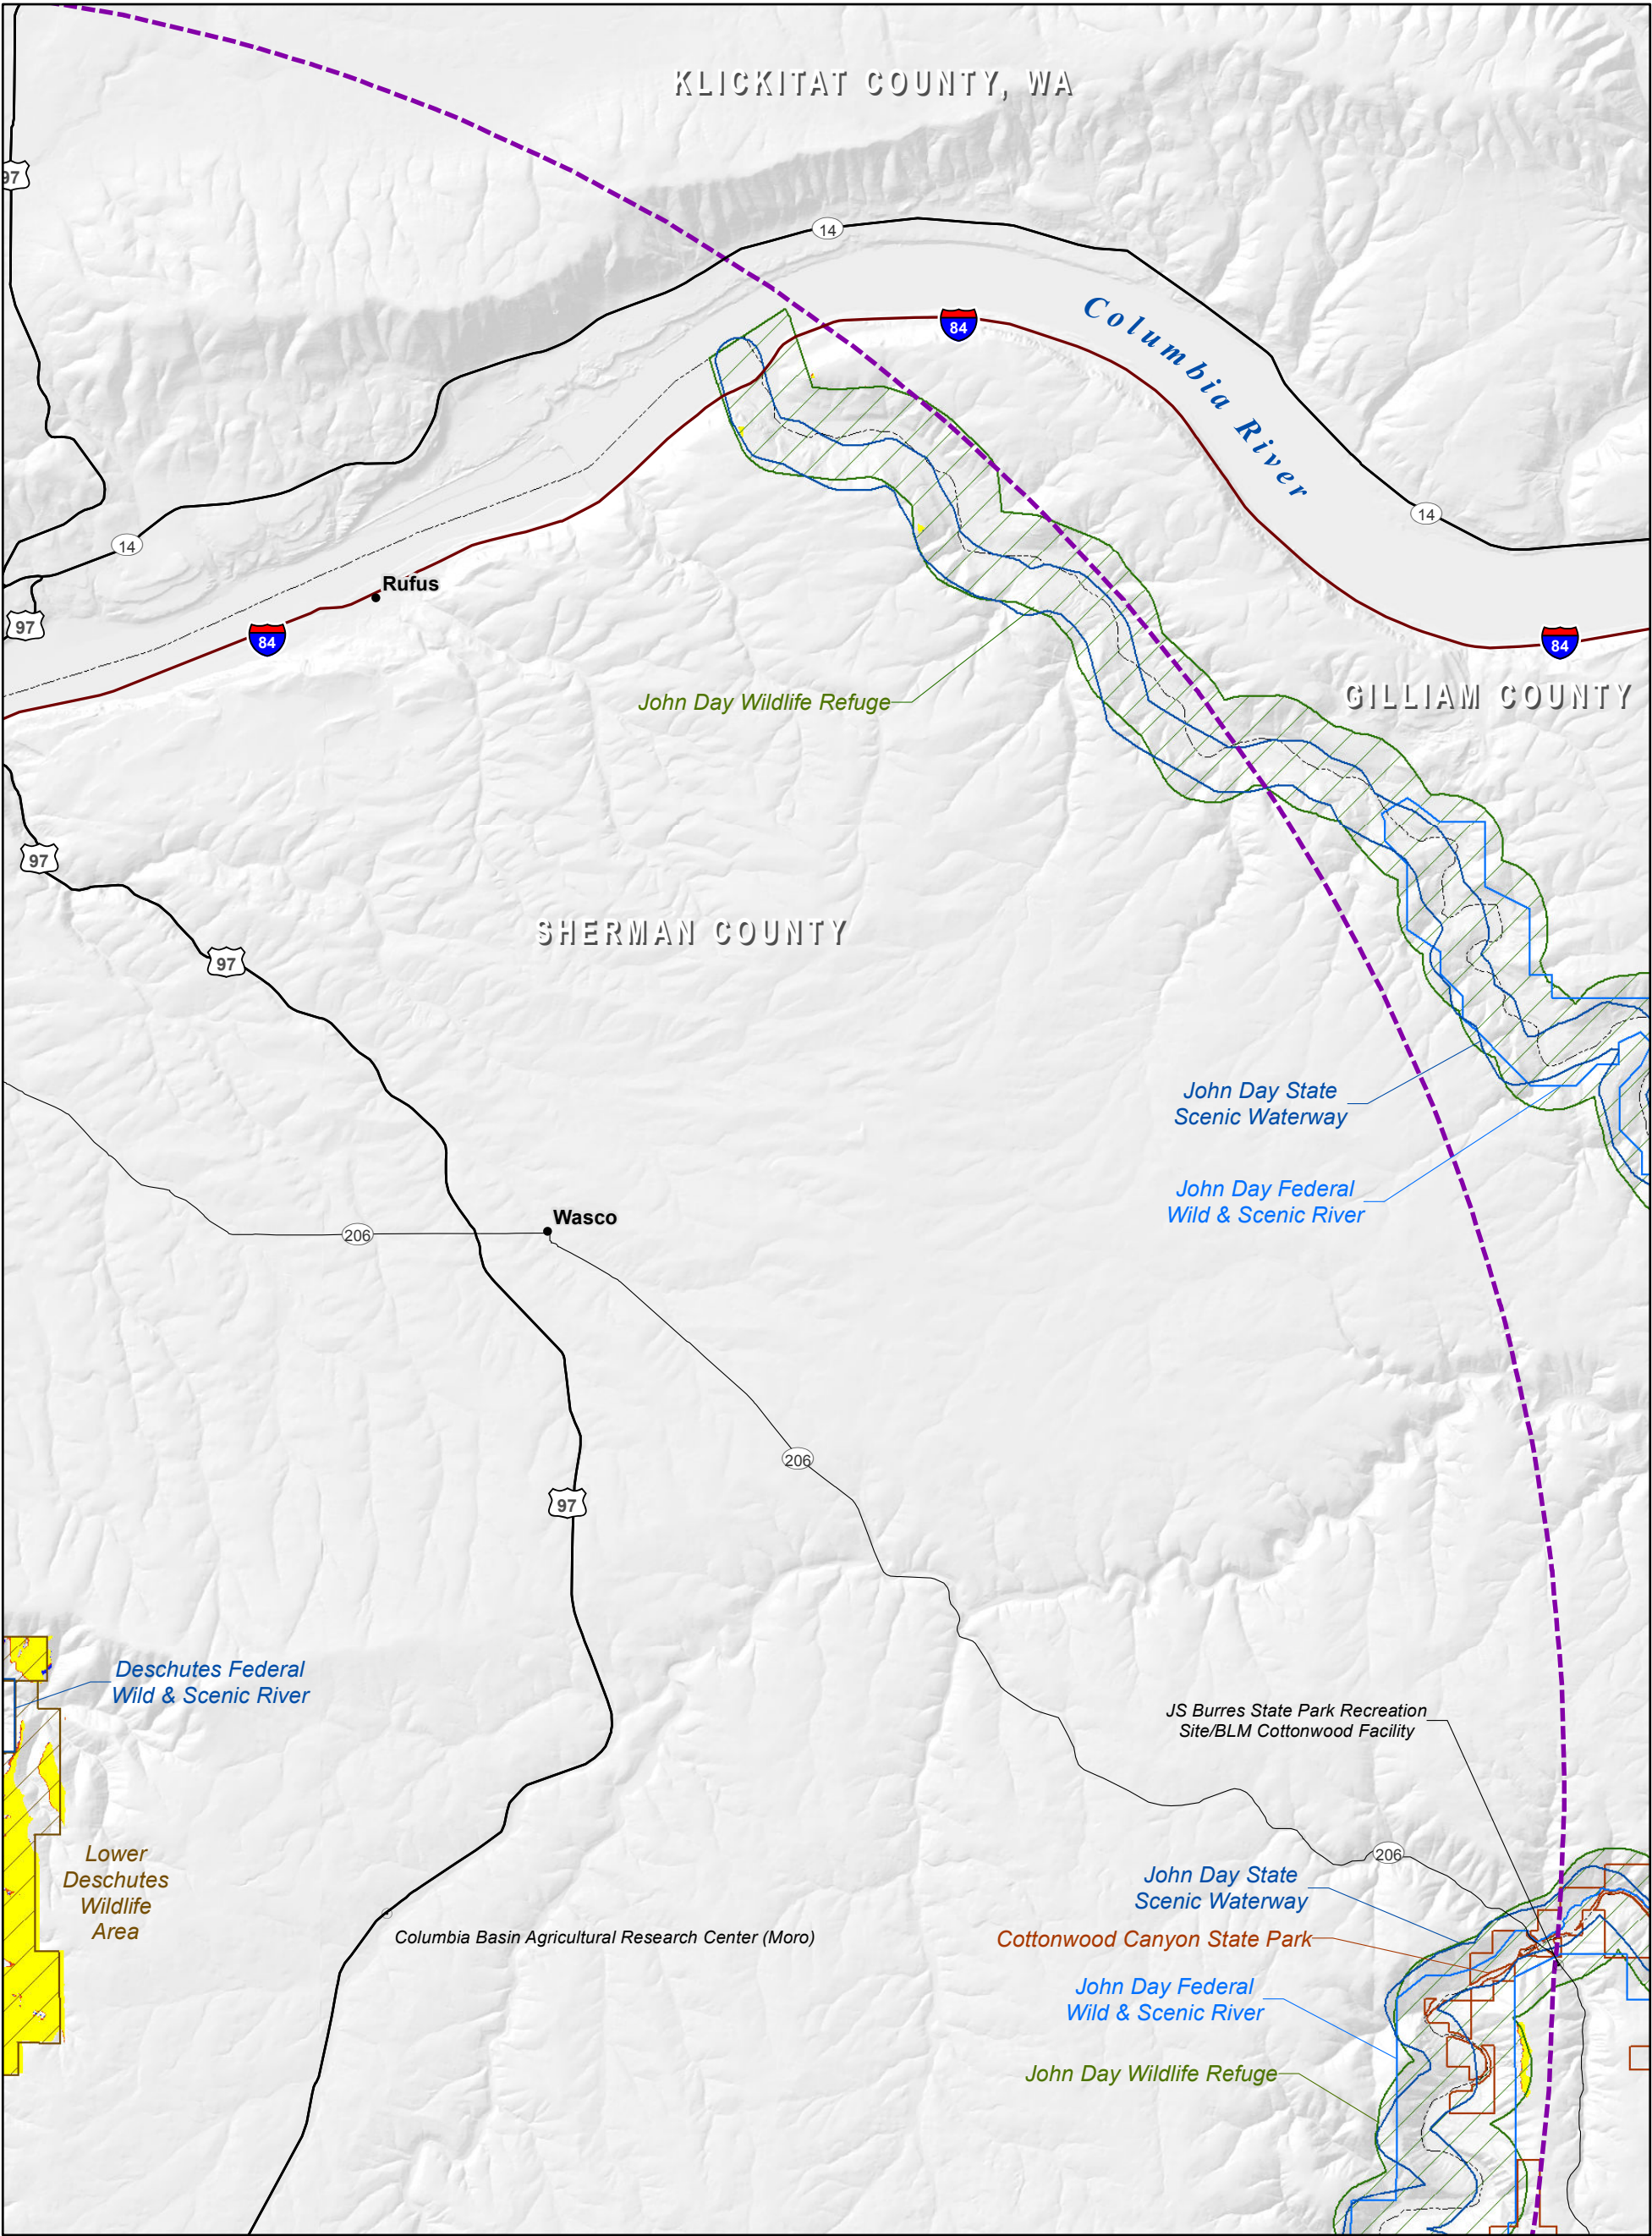 KLICKITAT COUNTY, WA
97
14
84
Columbia River
14
14
Rufus
97
84
84
John Day Wildlife Refuge
GILLIAM COUNTY
97
SHERMAN COUNTY
97
John Day State
Scenic Waterway
John Day Federal
Wild & Scenic River
Wasco
206
206
97
Deschutes Federal
Wild & Scenic River
JS Burres State Park Recreation
Site/BLM Cottonwood Facility
Lower
Deschutes
Wildlife
Area
206
John Day State
Scenic Waterway
Columbia Basin Agricultural Research Center (Moro)
Cottonwood Canyon State Park
John Day Federal
Wild & Scenic River
John Day Wildlife Refuge